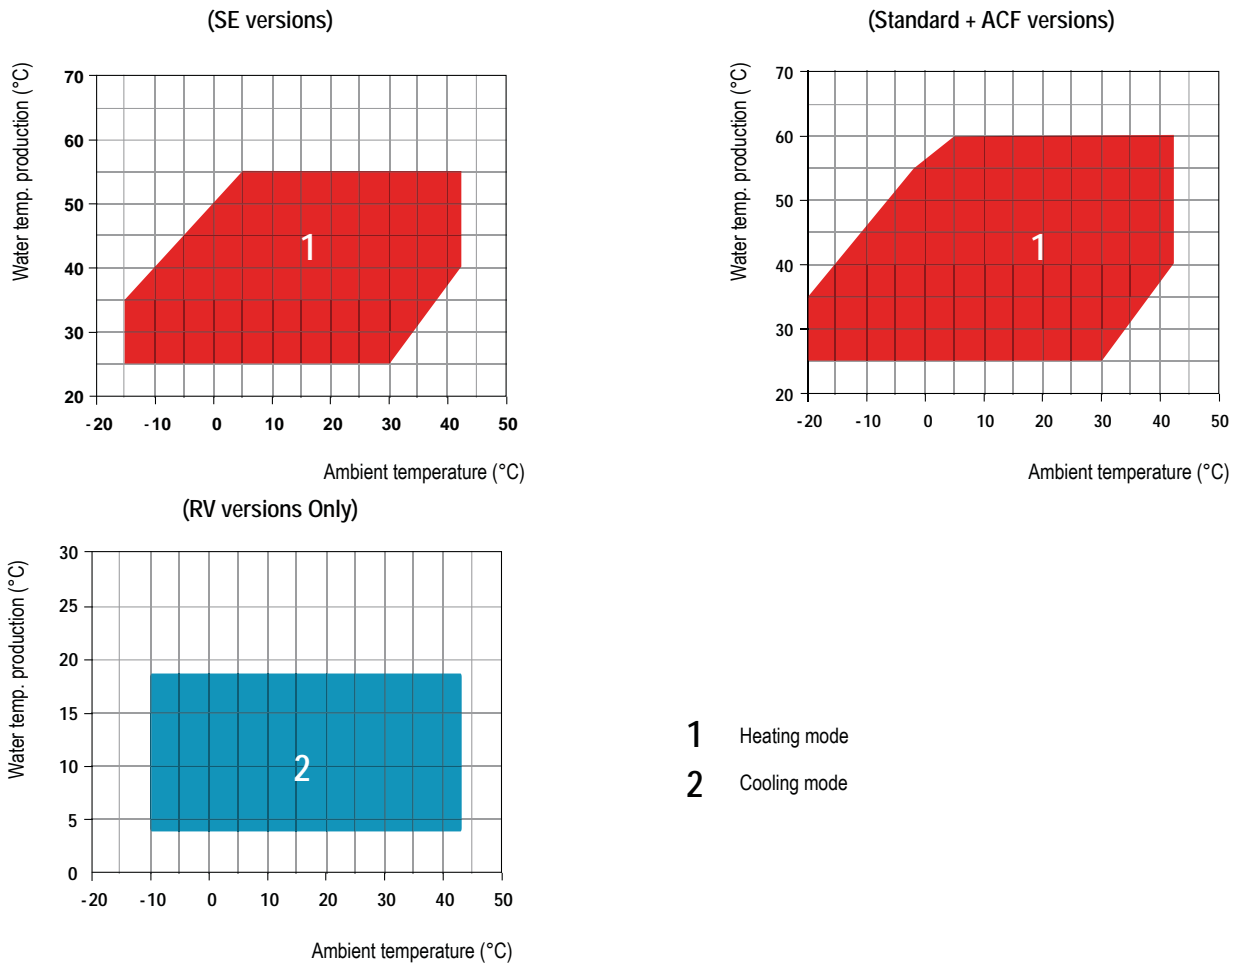 (SE versions)
Water temp. production (°C)
70
60
50
40
30
20
1
-20 -10 0 10 20 30 40 50
Ambient temperature (°C)
(Standard + ACF versions)
Water temp. production (°C)
70
60
50
40
30
20
1
-20 -10 0 10 20 30 40 50
Ambient temperature (°C)
(RV versions Only)
Water temp. production (°C)
30
25
20
15
10
5
0
2
-20 -10 0 10 20 30 40 50
Ambient temperature (°C)
1 Heating mode
2 Cooling mode